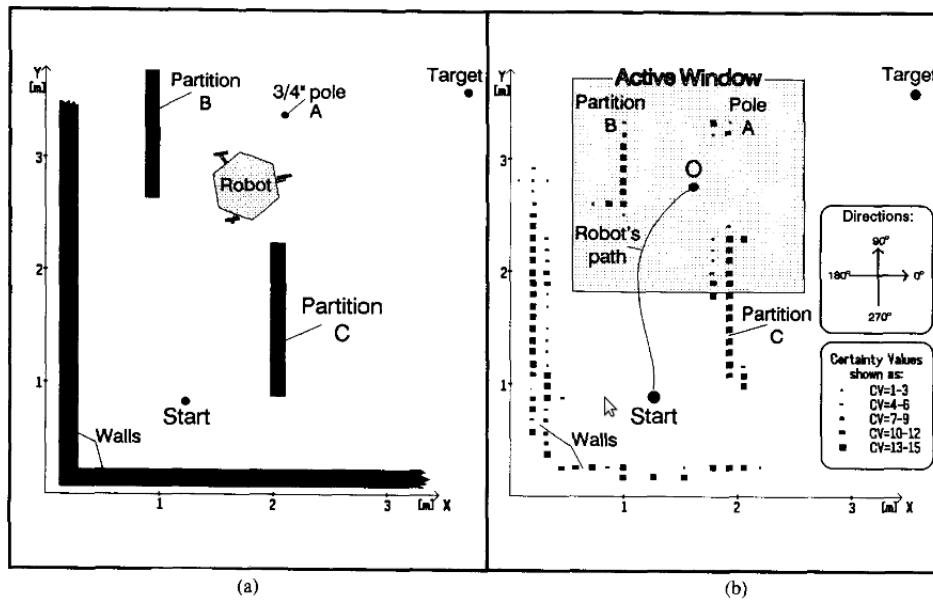 Y
[m]
Partition
B
3/4" pole
A
Target
3
Robot
2
Partition
C
1
Start
Walls
1
2
3
[m] X
(a)
Y
[m]
Active Window
Target
Partition
B
Pole
A
3
O
Robot's
path
2
Directions:
90°
180°
0°
270°
Partition
C
1
Start
Walls
Certainty Values
shown as:
CV=1-3
CV=4-6
CV=7-9
CV=10-12
CV=13-15
1
2
3
[m] X
(b)